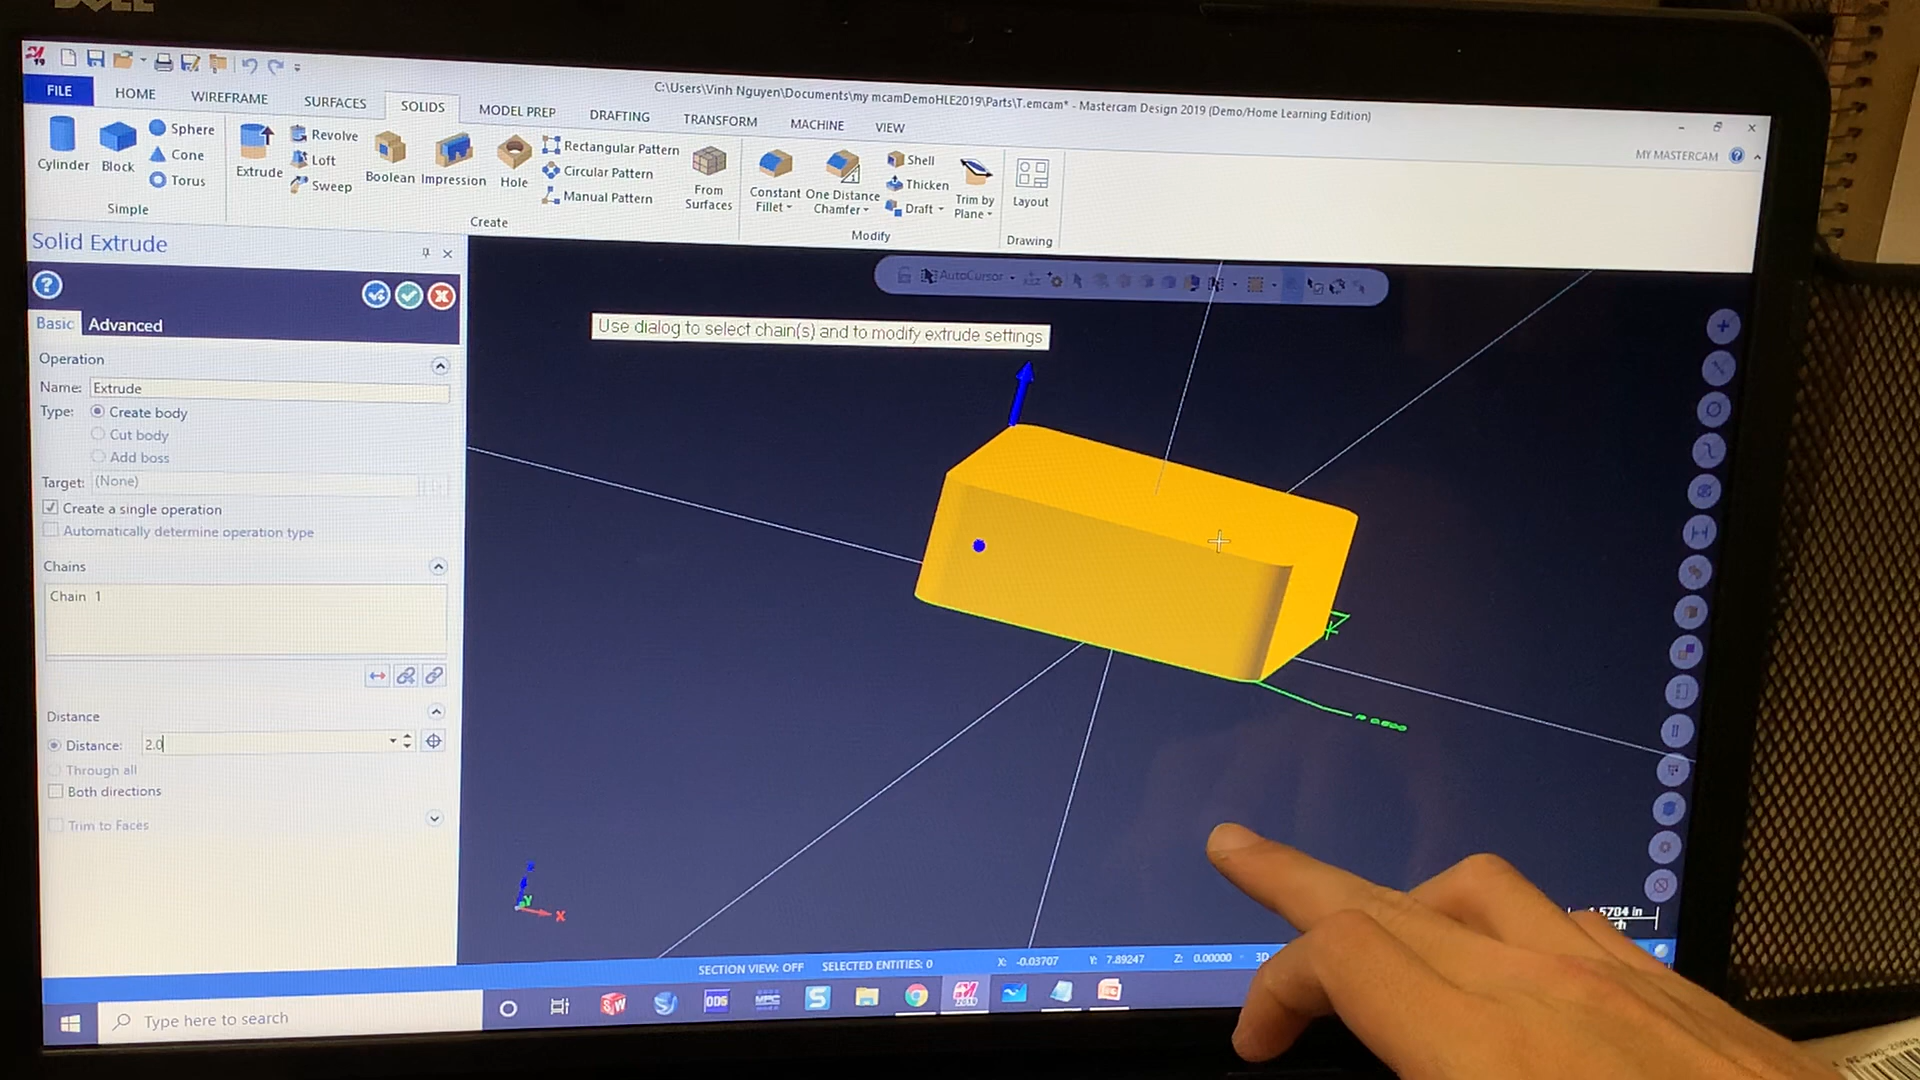 DELL
C:\Users\Vinh Nguyen\Documents\my mcamDemoHLE2019\Parts\T.emcam* - Mastercam Design 2019 (Demo/Home Learning Edition)
FILE
HOME
WIREFRAME
SURFACES
SOLIDS
MODEL PREP
DRAFTING
TRANSFORM
MACHINE
VIEW
MY MASTERCAM
Cylinder
Block
Sphere
Cone
Torus
Simple
Extrude
Revolve
Loft
Sweep
Boolean
Impression
Hole
Rectangular Pattern
Circular Pattern
Manual Pattern
From
Surfaces
Create
Constant
Fillet
One Distance
Chamfer
Shell
Thicken
Draft
Trim by
Plane
Modify
Layout
Drawing
Solid Extrude
Basic
Advanced
Operation
Name: Extrude
Type: Create body
Cut body
Add boss
Target: (None)
Create a single operation
Automatically determine operation type
Chains
Chain 1
Distance
Distance: 2.0
Through all
Both directions
Trim to Faces
AutoCursor
Use dialog to select chain(s) and to modify extrude settings
R 0.500
X
Y
SECTION VIEW: OFF
SELECTED ENTITIES: 0
X: -0.03707
Y: 7.89247
Z: 0.00000
3D
Type here to search